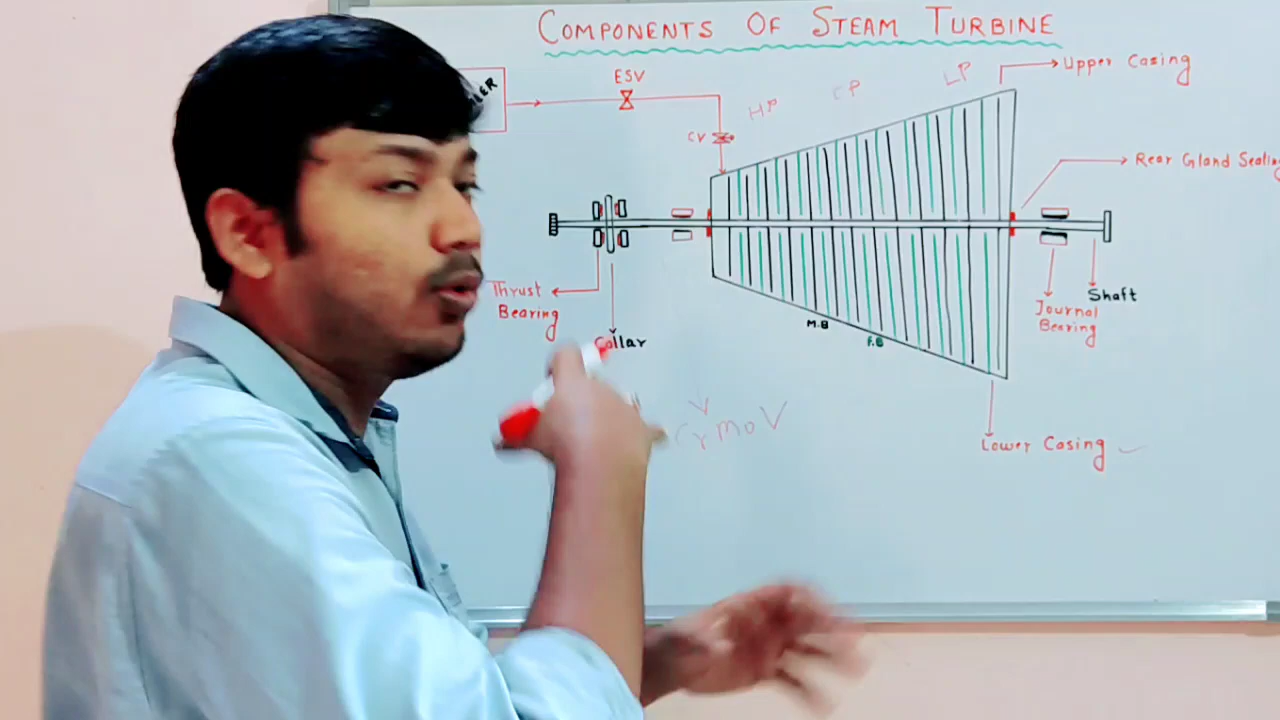 COMPONENTS OF STEAM TURBINE
ESV
CV
HP
LP
Upper Casing
Rear Gland Sealing
Thrust
Bearing
Collar
Shaft
Journal
Bearing
M.B
F.B
CrMoV
Lower Casing